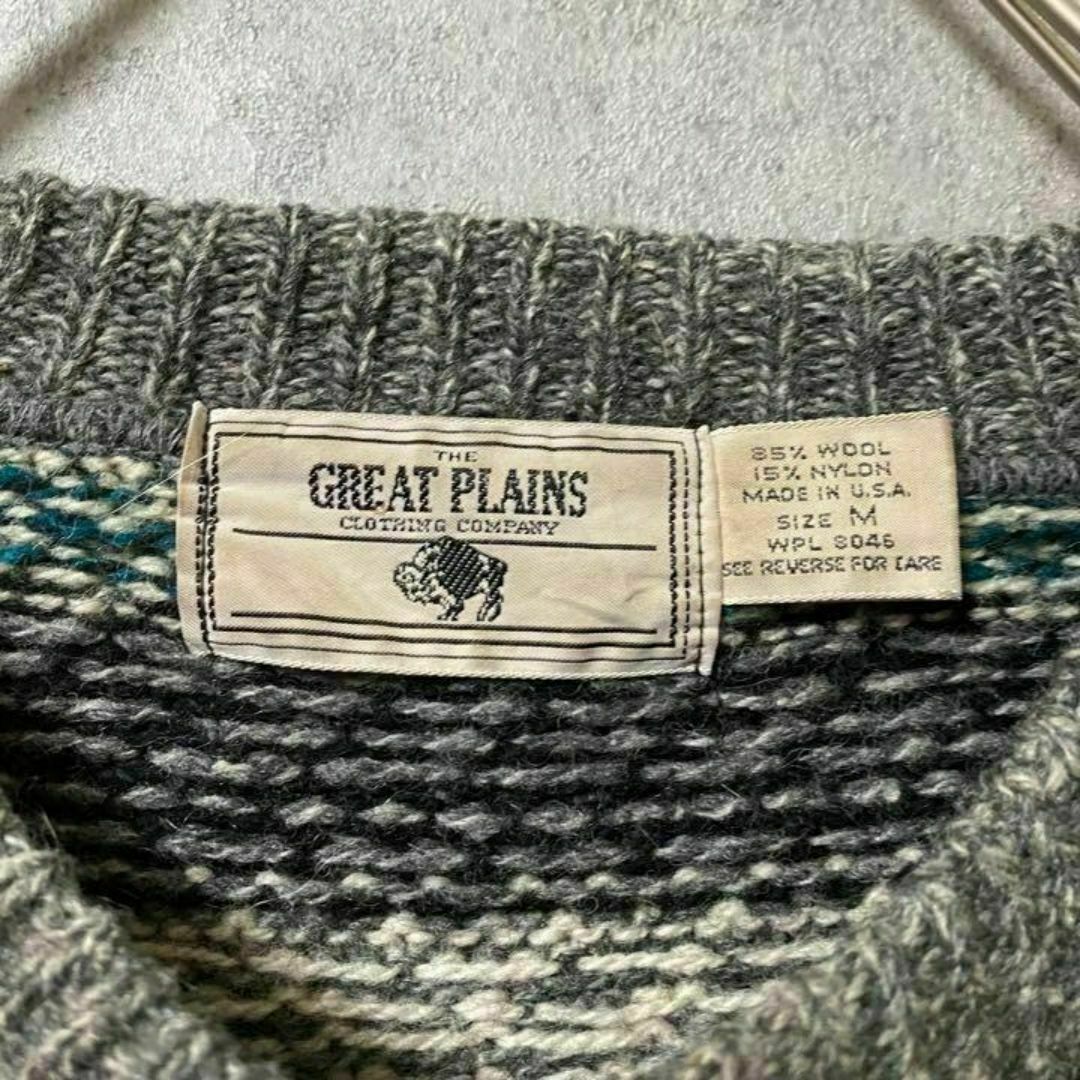 THE
GREAT PLAINS
CLOTHING COMPANY
85% WOOL
15% NYLON
MADE IN U.S.A.
SIZE M
WPL 8046
SEE REVERSE FOR CARE